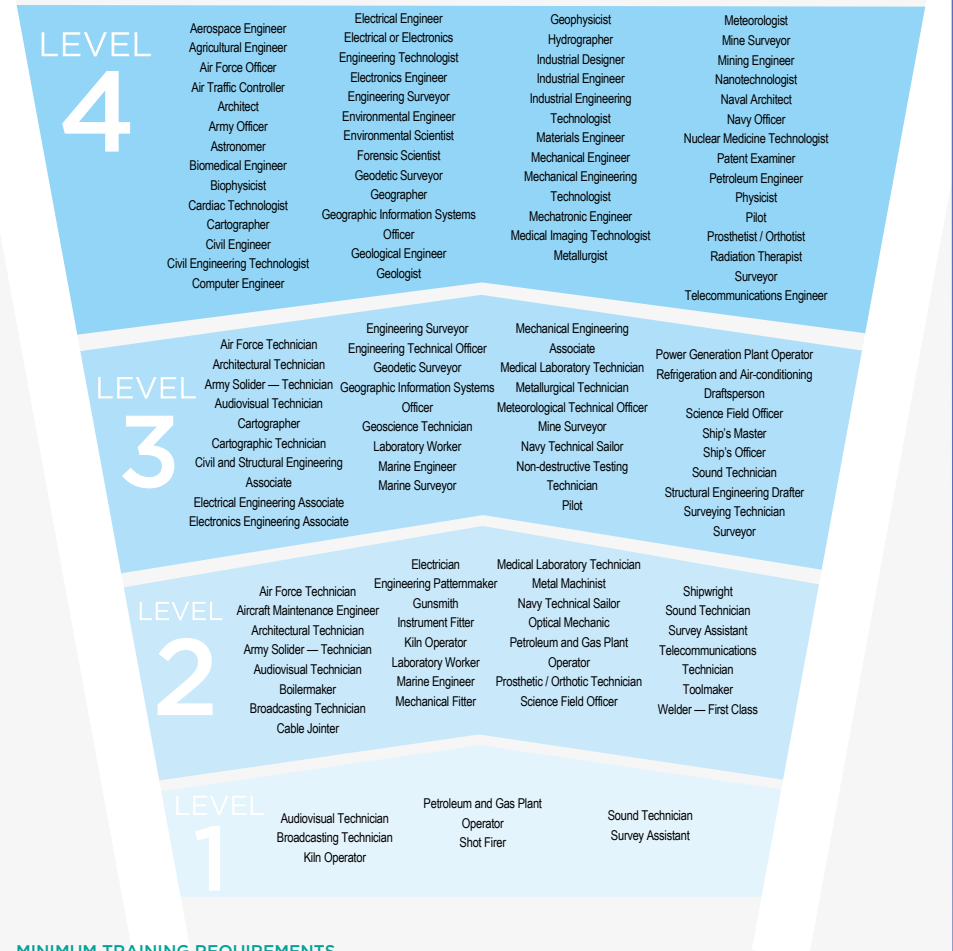 LEVEL
4
Aerospace Engineer
Agricultural Engineer
Air Force Officer
Air Traffic Controller
Architect
Army Officer
Astronomer
Biomedical Engineer
Biophysicist
Cardiac Technologist
Cartographer
Civil Engineer
Civil Engineering Technologist
Computer Engineer
Electrical Engineer
Electrical or Electronics
Engineering Technologist
Electronics Engineer
Engineering Surveyor
Environmental Engineer
Environmental Scientist
Forensic Scientist
Geodetic Surveyor
Geographer
Geographic Information Systems
Officer
Geological Engineer
Geologist
Geophysicist
Hydrographer
Industrial Designer
Industrial Engineer
Industrial Engineering
Technologist
Materials Engineer
Mechanical Engineer
Mechanical Engineering
Technologist
Mechatronic Engineer
Medical Imaging Technologist
Metallurgist
Meteorologist
Mine Surveyor
Mining Engineer
Nanotechnologist
Naval Architect
Navy Officer
Nuclear Medicine Technologist
Patent Examiner
Petroleum Engineer
Physicist
Pilot
Prosthetist / Orthotist
Radiation Therapist
Surveyor
Telecommunications Engineer
LEVEL
3
Air Force Technician
Architectural Technician
Army Solider — Technician
Audiovisual Technician
Cartographer
Cartographic Technician
Civil and Structural Engineering
Associate
Electrical Engineering Associate
Electronics Engineering Associate
Engineering Surveyor
Engineering Technical Officer
Geodetic Surveyor
Geographic Information Systems
Officer
Geoscience Technician
Laboratory Worker
Marine Engineer
Marine Surveyor
Mechanical Engineering
Associate
Medical Laboratory Technician
Metallurgical Technician
Meteorological Technical Officer
Mine Surveyor
Navy Technical Sailor
Non-destructive Testing
Technician
Pilot
Power Generation Plant Operator
Refrigeration and Air-conditioning
Draftsperson
Science Field Officer
Ship's Master
Ship's Officer
Sound Technician
Structural Engineering Drafter
Surveying Technician
Surveyor
LEVEL
2
Air Force Technician
Aircraft Maintenance Engineer
Architectural Technician
Army Solider — Technician
Audiovisual Technician
Boilermaker
Broadcasting Technician
Cable Jointer
Electrician
Engineering Patternmaker
Gunsmith
Instrument Fitter
Kiln Operator
Laboratory Worker
Marine Engineer
Mechanical Fitter
Medical Laboratory Technician
Metal Machinist
Navy Technical Sailor
Optical Mechanic
Petroleum and Gas Plant
Operator
Prosthetic / Orthotic Technician
Science Field Officer
Shipwright
Sound Technician
Survey Assistant
Telecommunications
Technician
Toolmaker
Welder — First Class
LEVEL
1
Audiovisual Technician
Broadcasting Technician
Kiln Operator
Petroleum and Gas Plant
Operator
Shot Firer
Sound Technician
Survey Assistant
MINIMUM TRAINING REQUIREMENTS